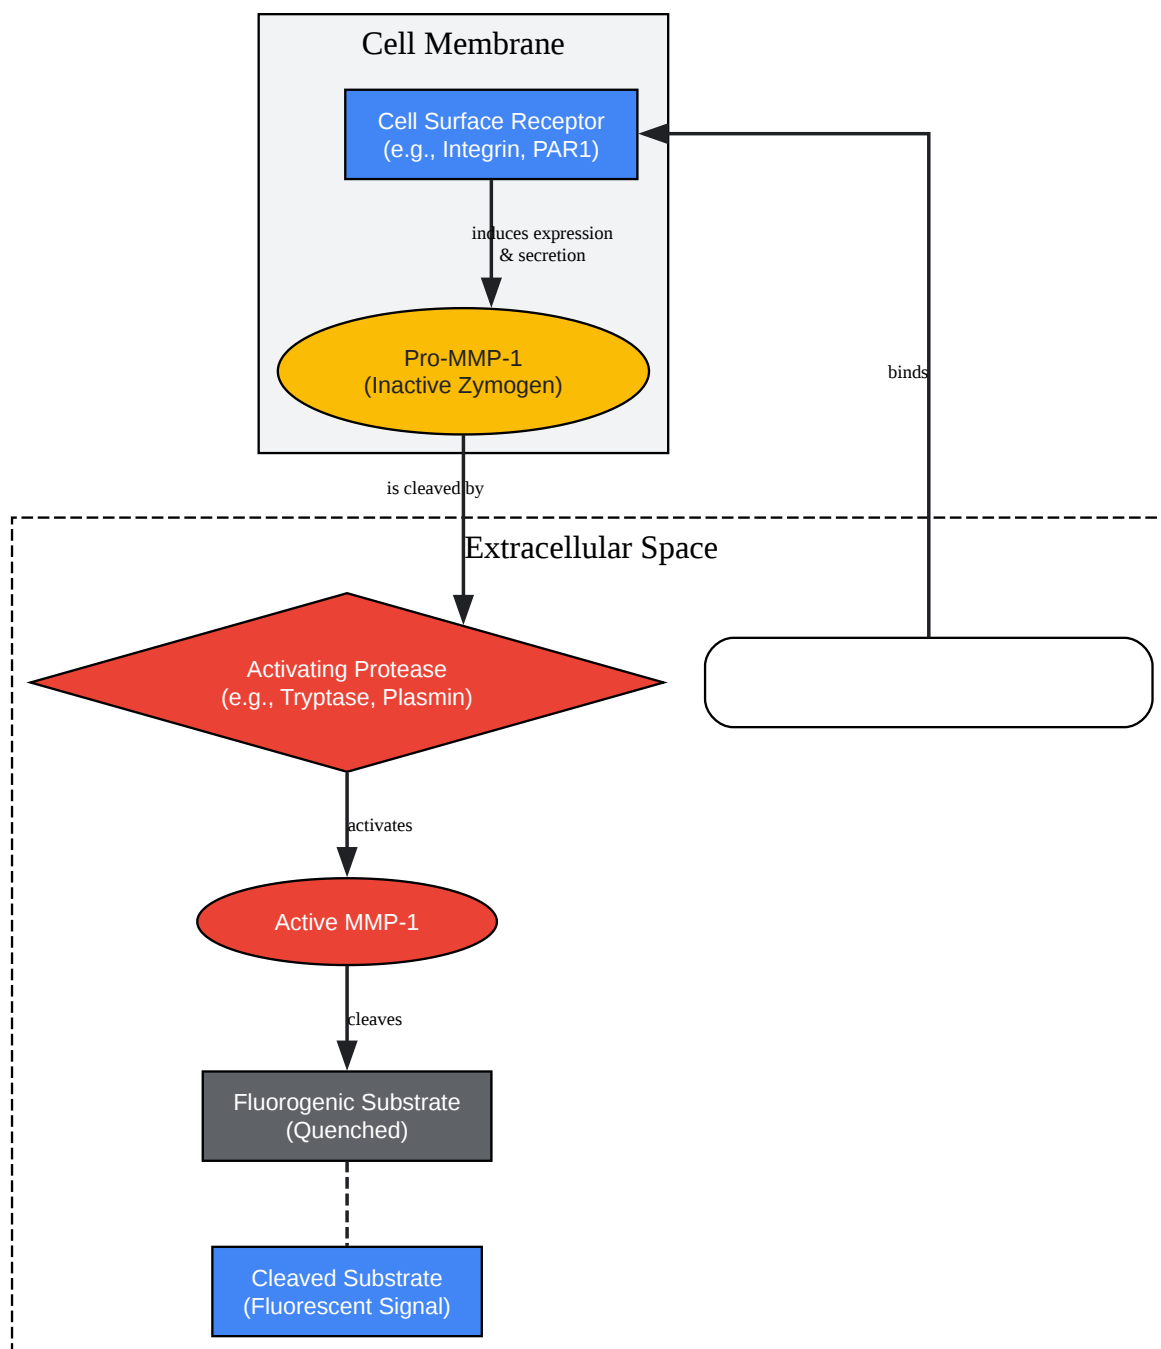 Cell Membrane
Cell Surface Receptor
(e.g., Integrin, PAR1)
induces expression
& secretion
Pro-MMP-1
(Inactive Zymogen)
binds
is cleaved by
Extracellular Space
Activating Protease
(e.g., Tryptase, Plasmin)
activates
Active MMP-1
cleaves
Fluorogenic Substrate
(Quenched)
Cleaved Substrate
(Fluorescent Signal)